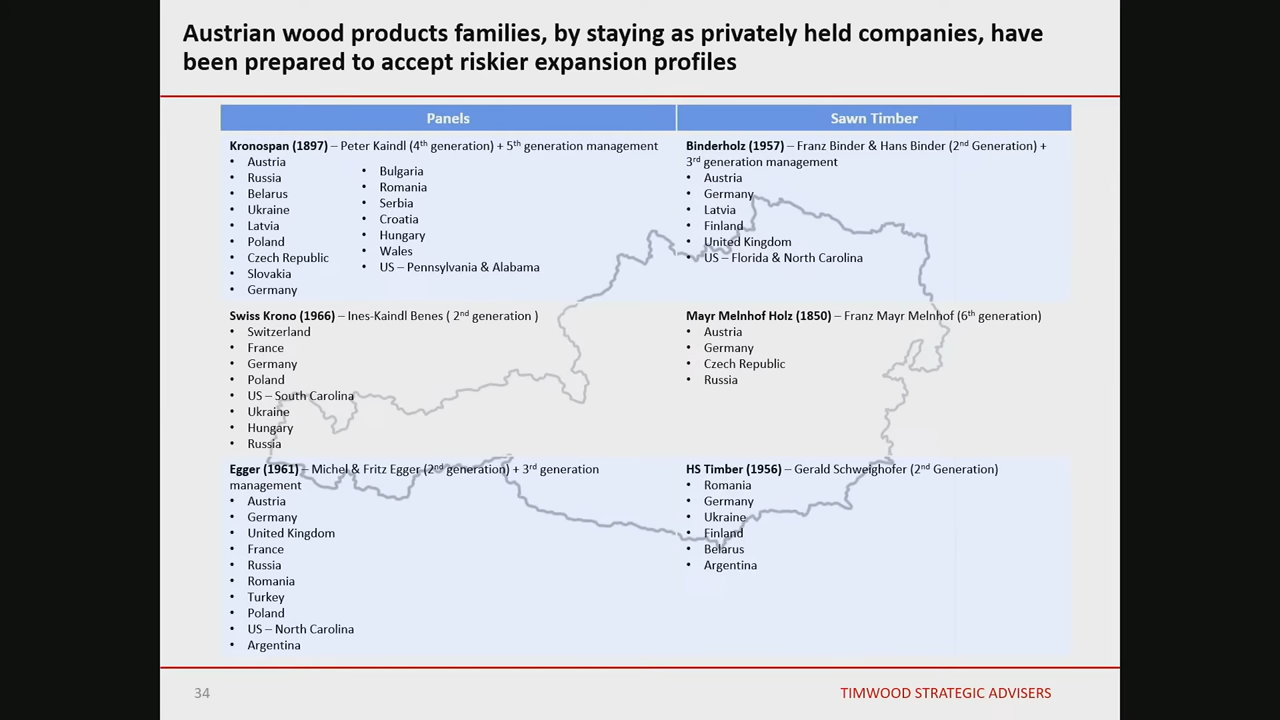 Austrian wood products families, by staying as privately held companies, have
been prepared to accept riskier expansion profiles
Panels
Sawn Timber
Kronospan (1897) – Peter Kaindl (4th generation) + 5th generation management
• Austria
• Russia
• Belarus
• Ukraine
• Latvia
• Poland
• Czech Republic
• Slovakia
• Germany
• Bulgaria
• Romania
• Serbia
• Croatia
• Hungary
• Wales
• US – Pennsylvania & Alabama
Binderholz (1957) – Franz Binder & Hans Binder (2nd Generation) +
3rd generation management
• Austria
• Germany
• Latvia
• Finland
• United Kingdom
• US – Florida & North Carolina
Swiss Krono (1966) – Ines-Kaindl Benes ( 2nd generation )
• Switzerland
• France
• Germany
• Poland
• US – South Carolina
• Ukraine
• Hungary
• Russia
Mayr Melnhof Holz (1850) – Franz Mayr Melnhof (6th generation)
• Austria
• Germany
• Czech Republic
• Russia
Egger (1961) – Michel & Fritz Egger (2nd generation) + 3rd generation
management
• Austria
• Germany
• United Kingdom
• France
• Russia
• Romania
• Turkey
• Poland
• US – North Carolina
• Argentina
HS Timber (1956) – Gerald Schweighofer (2nd Generation)
• Romania
• Germany
• Ukraine
• Finland
• Belarus
• Argentina
34
TIMWOOD STRATEGIC ADVISERS